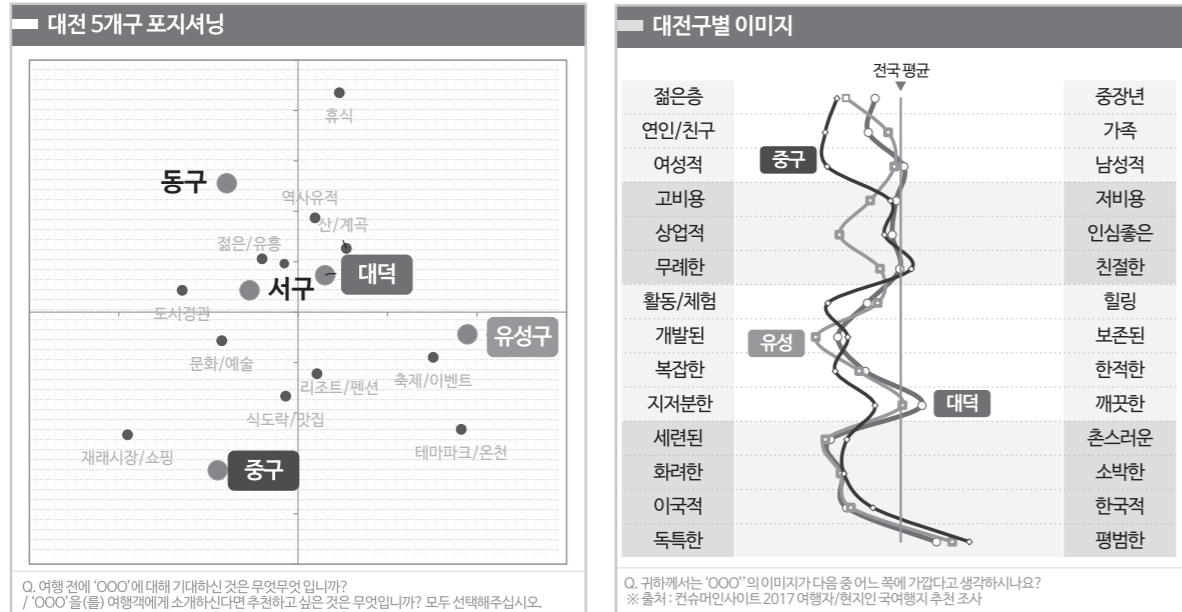 대전 5개구 포지셔닝
휴식
동구
역사유적
산/계곡
젊은/유흥
대덕
서구
도시경관
유성구
문화/예술
축제/이벤트
리조트/펜션
식도락/맛집
테마파크/온천
재래시장/쇼핑
중구
Q. 여행 전에 'OOO'에 대해 기대하신 것은 무엇무엇 입니까?
/ 'OOO'을(를) 여행객에게 소개하신다면 추천하고 싶은 것은 무엇입니까? 모두 선택해주십시오.
대전구별 이미지
전국 평균
젊은층 중장년
연인/친구 가족
여성적 중구 남성적
고비용 저비용
상업적 인심좋은
무례한 친절한
활동/체험 힐링
개발된 유성 보존된
복잡한 한적한
지저분한 대덕 깨끗한
세련된 촌스러운
화려한 소박한
이국적 한국적
독특한 평범한
Q. 귀하께서는 'OOO''의 이미지가 다음 중 어느 쪽에 가깝다고 생각하시나요?
※ 출처 : 컨슈머인사이트 2017 여행자/현지인 국여행지 추천 조사